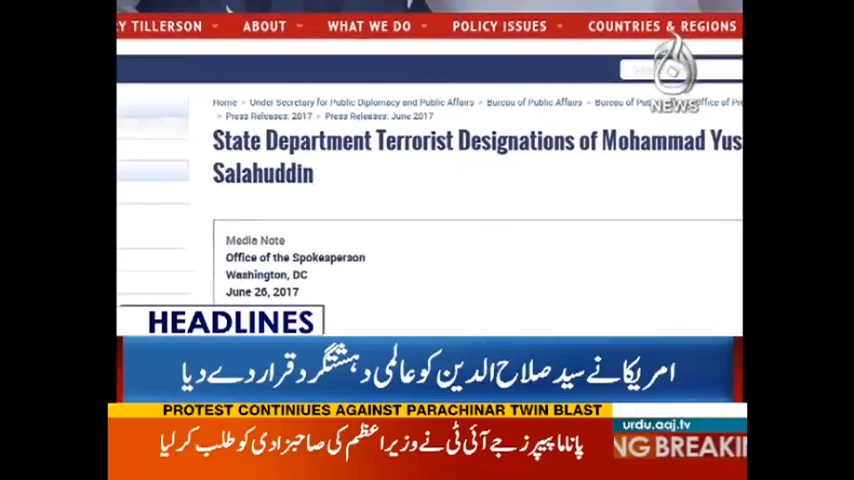 RY TILLERSON ABOUT WHAT WE DO POLICY ISSUES COUNTRIES & REGIONS
NEWS
Home > Under Secretary for Public Diplomacy and Public Affairs > Bureau of Public Affairs >
> Press Releases: 2017 > Press Releases: June 2017
State Department Terrorist Designations of Mohammad Yus
Salahuddin
Media Note
Office of the Spokesperson
Washington, DC
June 26, 2017
HEADLINES
امریکا نے سید صلاح الدین کو عالمی دہشتگرد قرار دے دیا
PROTEST CONTINIUES AGAINST PARACHINAR TWIN BLAST
urdu.aaj.tv
پاناما پیپرز جے آئی ٹی نے وزیراعظم کی صاحبزادی کو طلب کر لیا
NG BREAKI